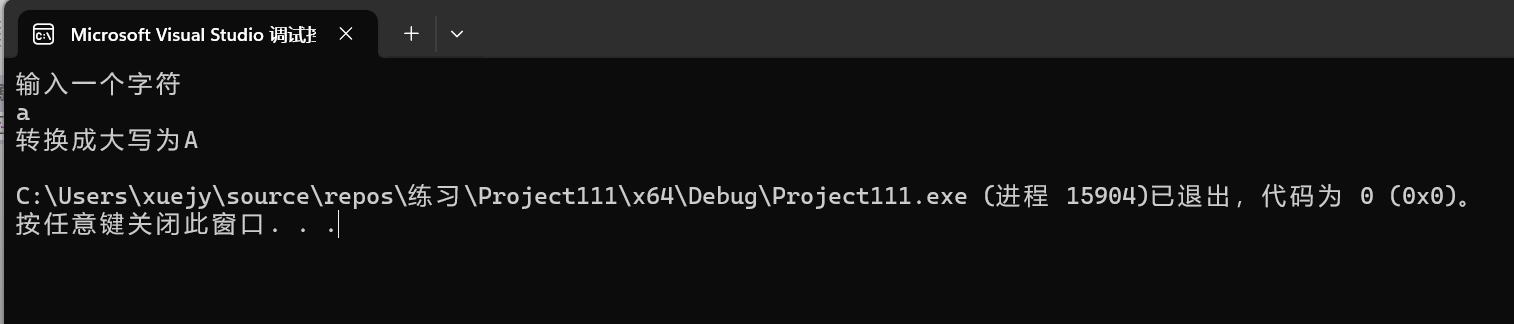 Microsoft Visual Studio 调试
输入一个字符
a
转换成大写为A
C:\Users\xuejy\source\repos\练习\Project111\x64\Debug\Project111.exe (进程 15904)已退出，代码为 0 (0x0)。
按任意键关闭此窗口. . .